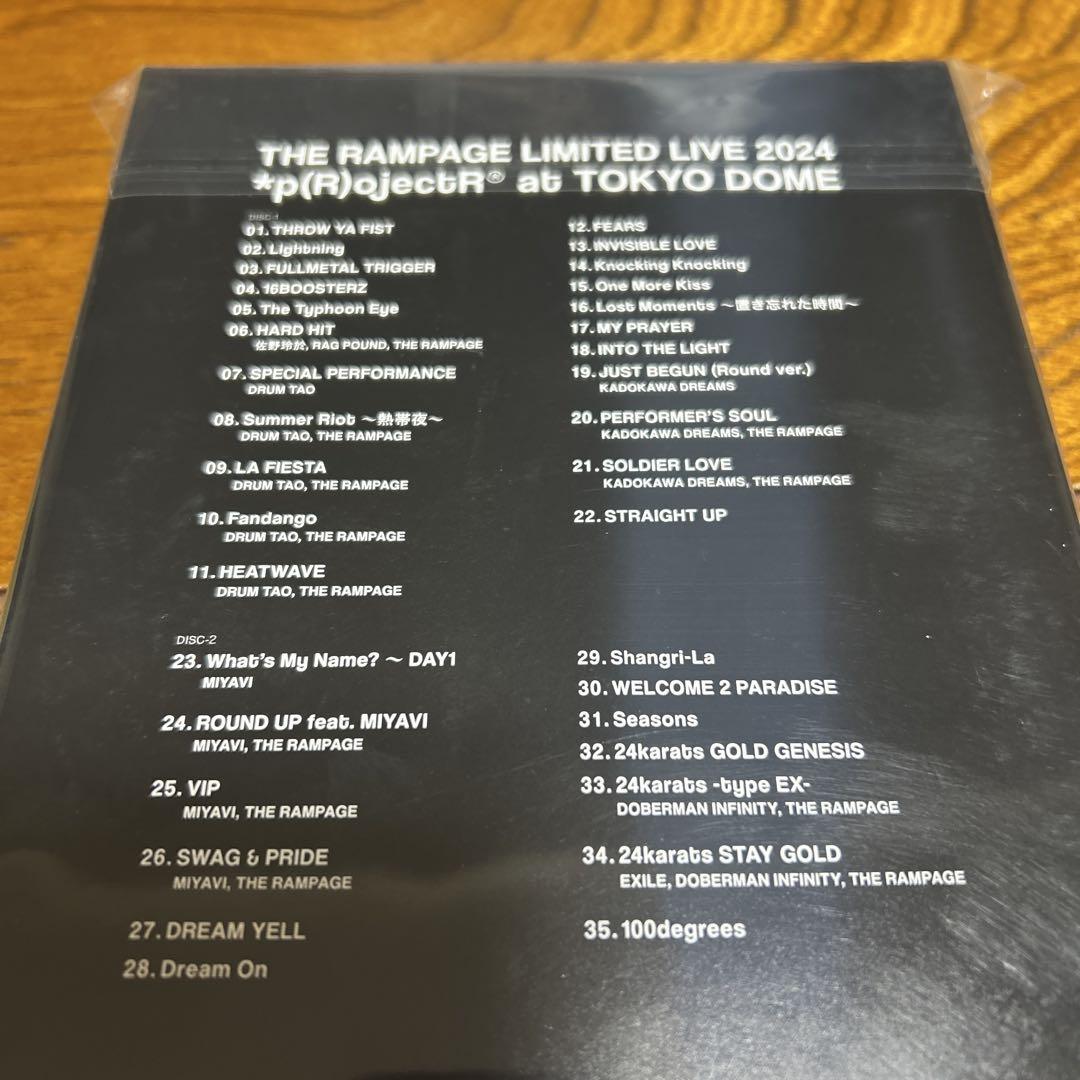 THE RAMPAGE LIMITED LIVE 2024
*p(R)ojectR® at TOKYO DOME
DISC-1
01. THROW YA FIST
02. Lightning
03. FULLMETAL TRIGGER
04. 16BOOSTERZ
05. The Typhoon Eye
06. HARD HIT
佐野玲於, RAG POUND, THE RAMPAGE
07. SPECIAL PERFORMANCE
DRUM TAO
08. Summer Riot ～熱帯夜～
DRUM TAO, THE RAMPAGE
09. LA FIESTA
DRUM TAO, THE RAMPAGE
10. Fandango
DRUM TAO, THE RAMPAGE
11. HEATWAVE
DRUM TAO, THE RAMPAGE
12. FEARS
13. INVISIBLE LOVE
14. Knocking Knocking
15. One More Kiss
16. Lost Moments ～置き忘れた時間～
17. MY PRAYER
18. INTO THE LIGHT
19. JUST BEGUN (Round ver.)
KADOKAWA DREAMS
20. PERFORMER'S SOUL
KADOKAWA DREAMS, THE RAMPAGE
21. SOLDIER LOVE
KADOKAWA DREAMS, THE RAMPAGE
22. STRAIGHT UP
DISC-2
23. What's My Name? ～ DAY1
MIYAVI
24. ROUND UP feat. MIYAVI
MIYAVI, THE RAMPAGE
25. VIP
MIYAVI, THE RAMPAGE
26. SWAG & PRIDE
MIYAVI, THE RAMPAGE
27. DREAM YELL
28. Dream On
29. Shangri-La
30. WELCOME 2 PARADISE
31. Seasons
32. 24karats GOLD GENESIS
33. 24karats -type EX-
DOBERMAN INFINITY, THE RAMPAGE
34. 24karats STAY GOLD
EXILE, DOBERMAN INFINITY, THE RAMPAGE
35. 100degrees